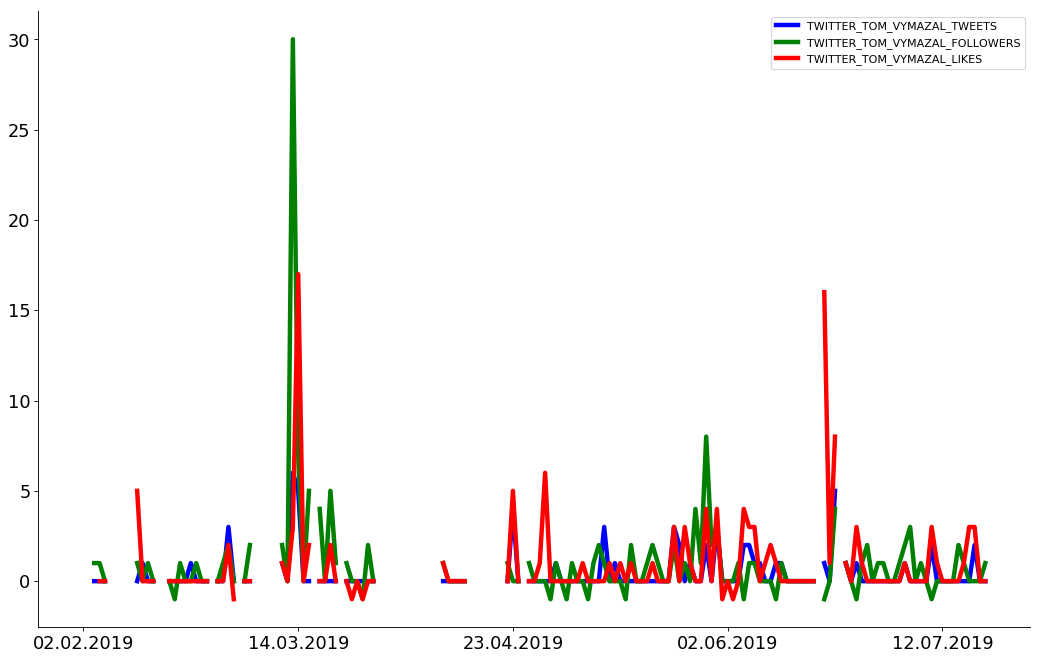 TWITTER_TOM_VYMAZAL_TWEETS
TWITTER_TOM_VYMAZAL_FOLLOWERS
TWITTER_TOM_VYMAZAL_LIKES
30
25
20
15
10
5
0
02.02.2019 14.03.2019 23.04.2019 02.06.2019 12.07.2019